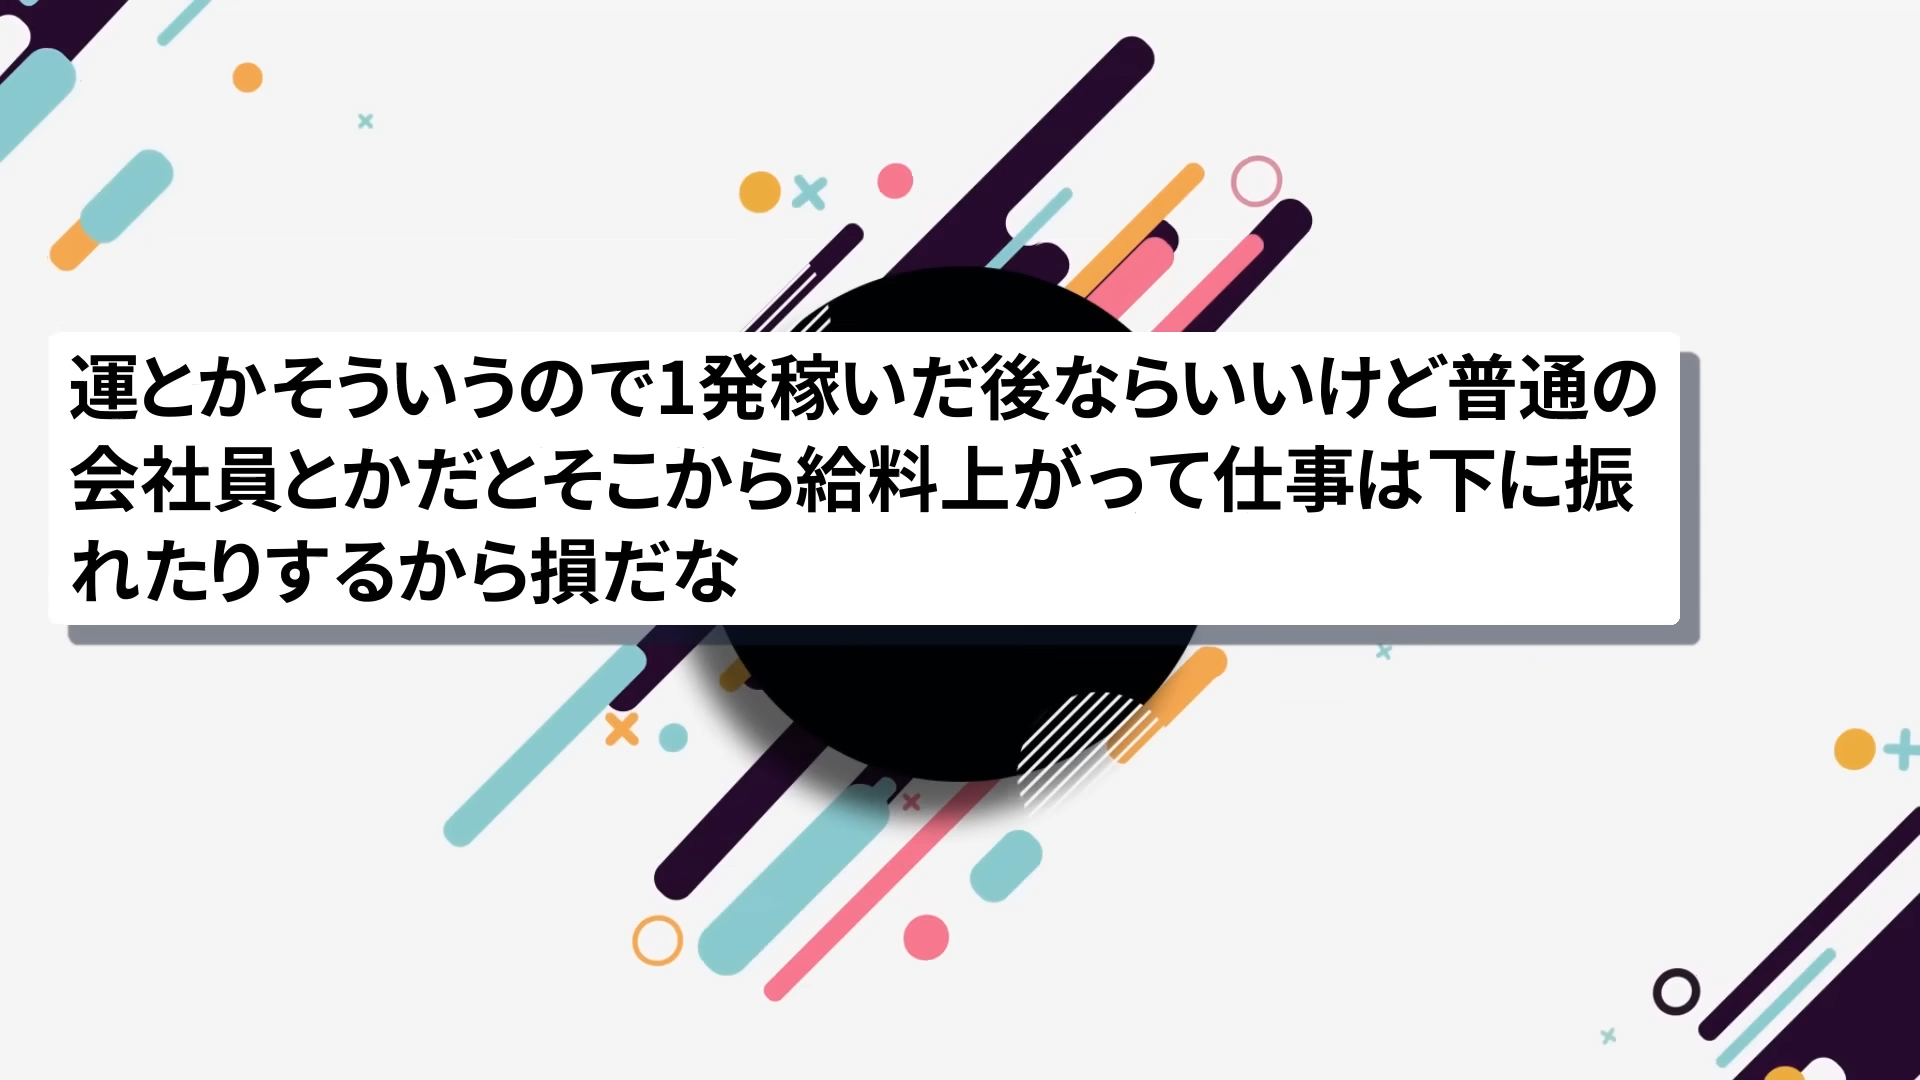 運とかそういうので1発稼いだ後ならいいけど普通の
会社員とかだとそこから給料上がって仕事は下に振
れたりするから損だな